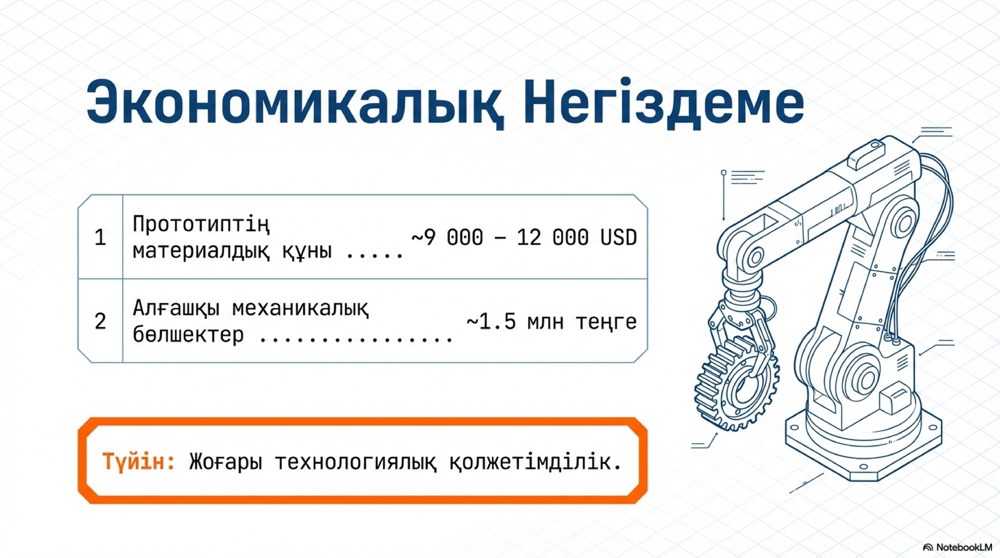 Экономикалық Негіздеме
1
Прототиптің
материалдық құны .....
~9 000 – 12 000 USD
2
Алғашқы механикалық
бөлшектер ................
~1.5 млн теңге
Түйін: Жоғары технологиялық қолжетімділік.
NotebookLM